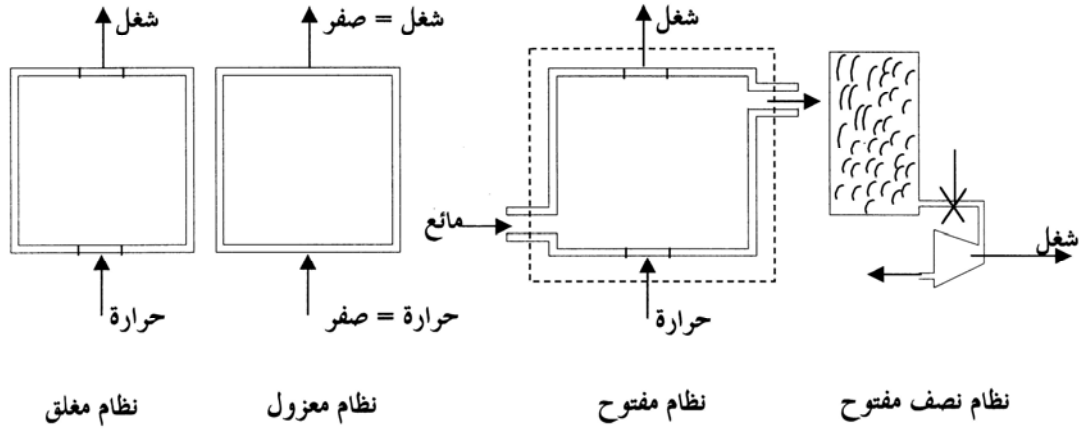 شغل
شغل = صفر
شغل
مائع
شغل
حرارة
حرارة = صفر
حرارة
نظام مغلق
نظام معزول
نظام مفتوح
نظام نصف مفتوح